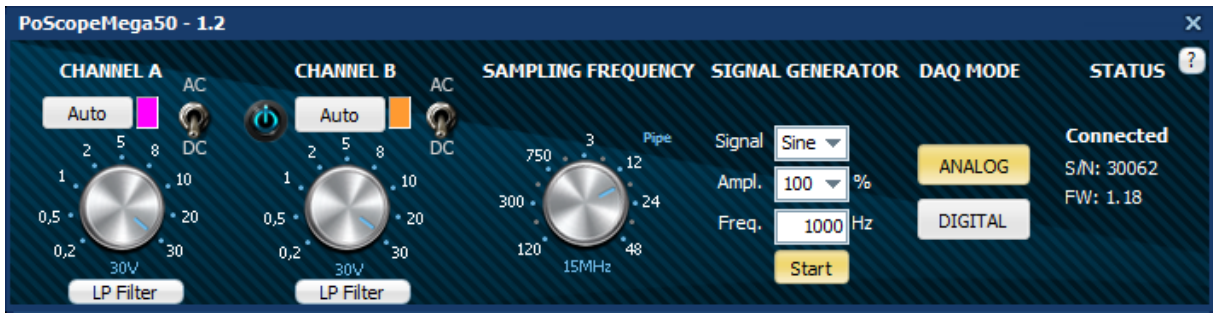 PoScopeMega50 - 1.2
?
CHANNEL A
AC
Auto
DC
0,2 0,5 1 2 5 8 10 20 30
30V
LP Filter
CHANNEL B
AC
Auto
DC
0,2 0,5 1 2 5 8 10 20 30
30V
LP Filter
SAMPLING FREQUENCY
Pipe
120 300 750 3 12 24 48
15MHz
SIGNAL GENERATOR
Signal Sine
Ampl. 100 %
Freq. 1000 Hz
Start
DAQ MODE
ANALOG
DIGITAL
STATUS
Connected
S/N: 30062
FW: 1.18